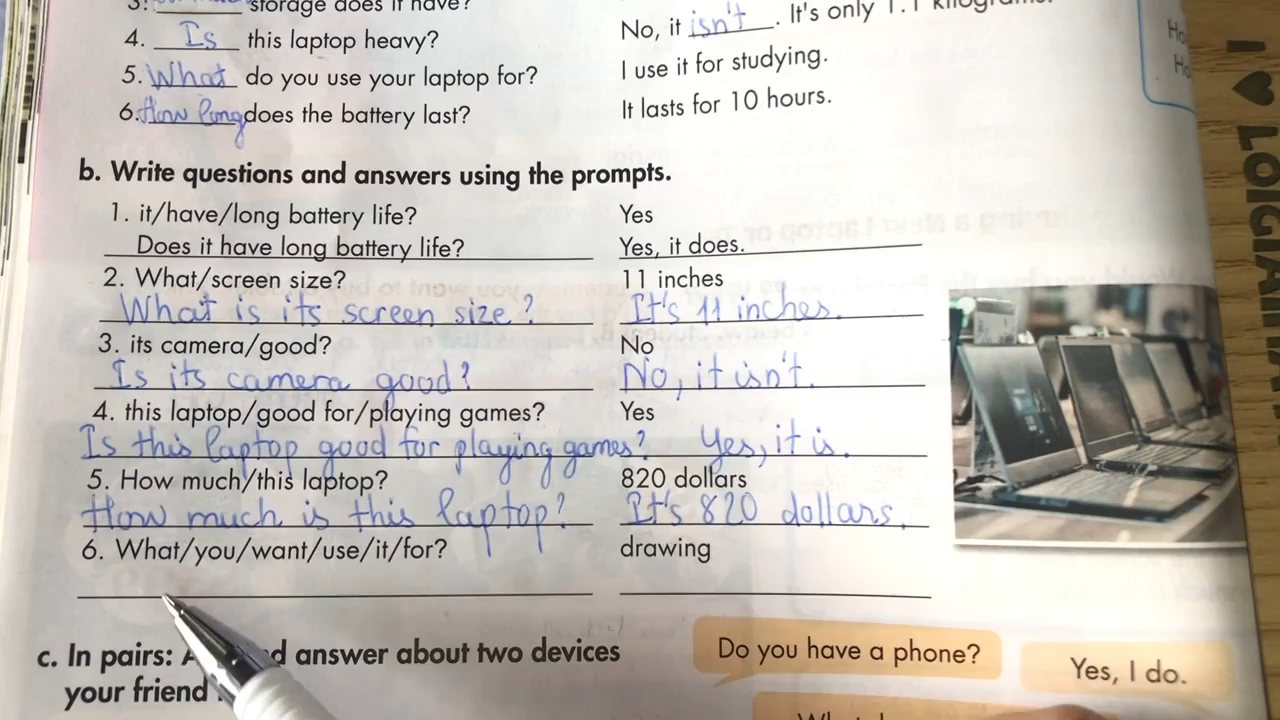 storage does it have?
4. Is this laptop heavy?
No, it isn't. It's only 1.1 kilograms.
5. What do you use your laptop for?
I use it for studying.
6. How long does the battery last?
It lasts for 10 hours.
b. Write questions and answers using the prompts.
1. it/have/long battery life?
Yes
Does it have long battery life?
Yes, it does.
2. What/screen size?
11 inches
What is its screen size?
It's 11 inches.
3. its camera/good?
No
Is its camera good?
No, it isn't.
4. this laptop/good for/playing games?
Yes
Is this laptop good for playing games?
Yes, it is.
5. How much/this laptop?
820 dollars
How much is this laptop?
It's 820 dollars.
6. What/you/want/use/it/for?
drawing
c. In pairs: answer about two devices
your friend
Do you have a phone?
Yes, I do.
I ♥ LOIGIAIHA